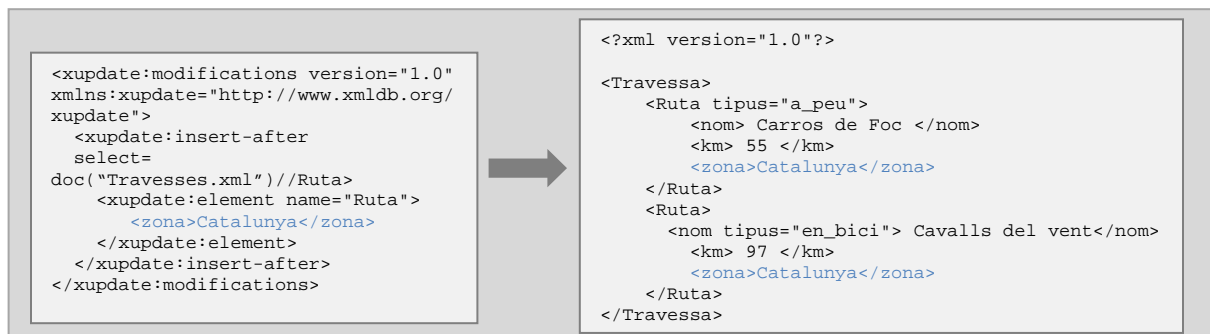 <xupdate:modifications version="1.0"
xmlns:xupdate="http://www.xmldb.org/
xupdate">
  <xupdate:insert-after
  select=
doc(“Travesses.xml”)//Ruta>
    <xupdate:element name="Ruta">
       <zona>Catalunya</zona>
    </xupdate:element>
  </xupdate:insert-after>
</xupdate:modifications>
<?xml version="1.0"?>
<Travessa>
    <Ruta tipus="a_peu">
        <nom> Carros de Foc </nom>
        <km> 55 </km>
        <zona>Catalunya</zona>
    </Ruta>
    <Ruta>
      <nom tipus="en_bici"> Cavalls del vent</nom>
        <km> 97 </km>
        <zona>Catalunya</zona>
    </Ruta>
</Travessa>